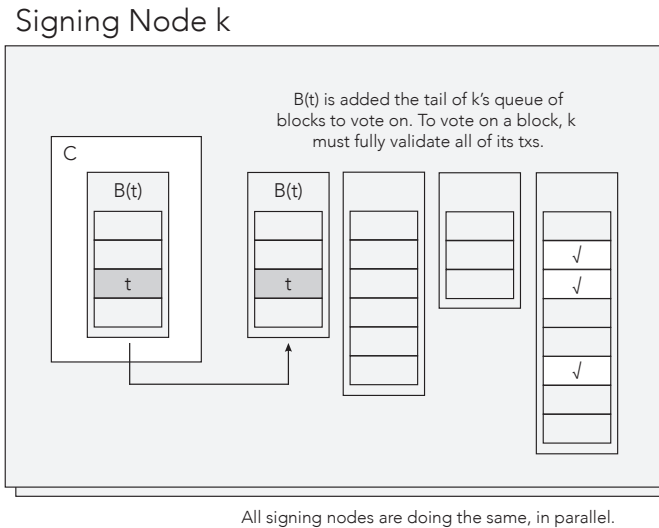 Signing Node k
B(t) is added the tail of k's queue of
blocks to vote on. To vote on a block, k
must fully validate all of its txs.
C
B(t)
t
B(t)
t
√
√
√
All signing nodes are doing the same, in parallel.